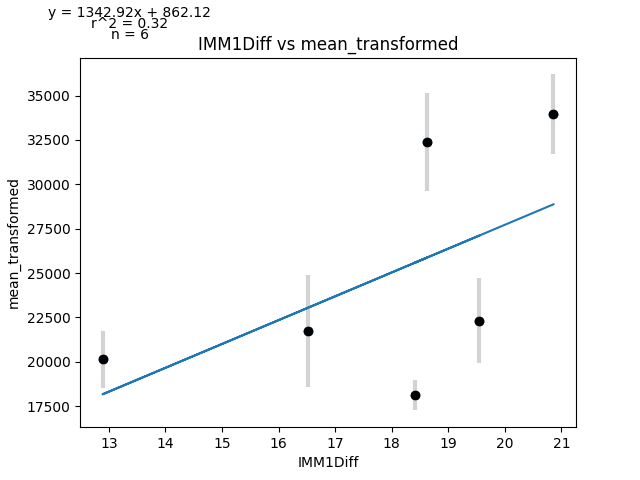 y = 1342.92x + 862.12
r^2 = 0.32
n = 6
IMM1Diff vs mean_transformed
35000
32500
30000
27500
25000
22500
20000
17500
mean_transformed
13 14 15 16 17 18 19 20 21
IMM1Diff